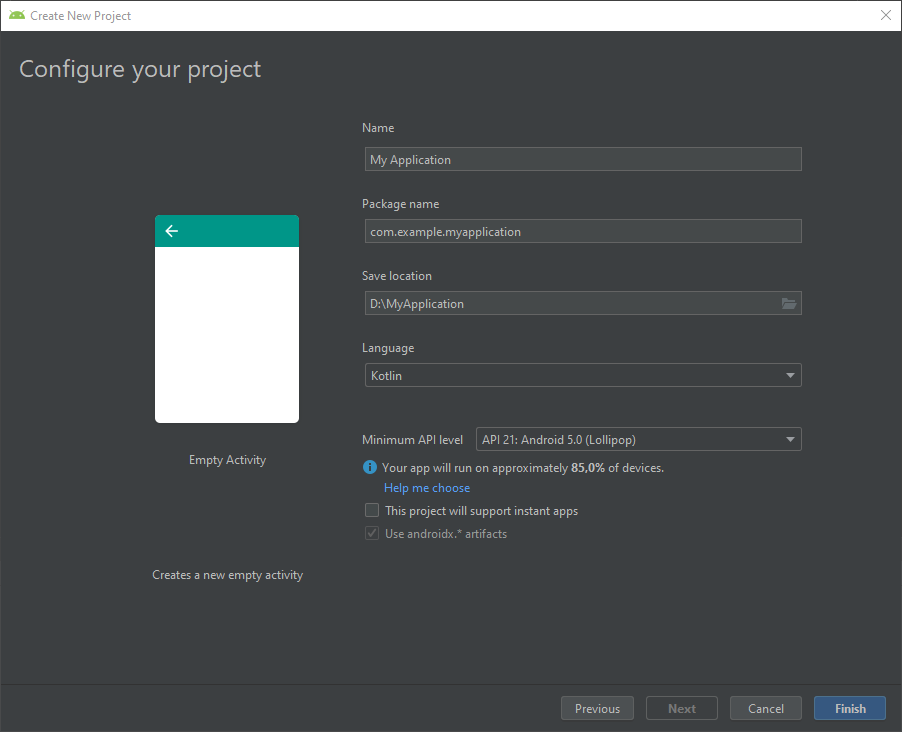 Create New Project
Configure your project
Name
My Application
Package name
com.example.myapplication
Save location
D:\MyApplication
Language
Kotlin
Minimum API level API 21: Android 5.0 (Lollipop)
Your app will run on approximately 85,0% of devices.
Help me choose
This project will support instant apps
Use androidx.* artifacts
Empty Activity
Creates a new empty activity
Previous Next Cancel Finish